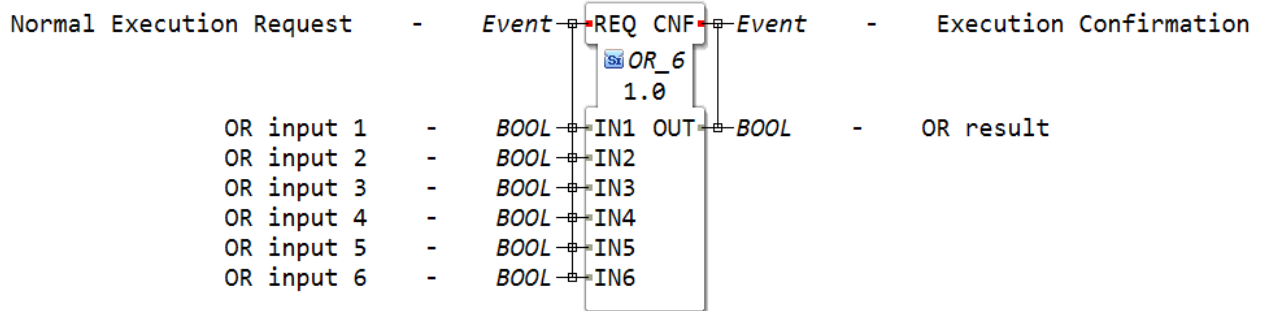 Normal Execution Request - Event REQ CNF Event - Execution Confirmation
SI OR_6
1.0
OR input 1 - BOOL IN1 OUT BOOL - OR result
OR input 2 - BOOL IN2
OR input 3 - BOOL IN3
OR input 4 - BOOL IN4
OR input 5 - BOOL IN5
OR input 6 - BOOL IN6